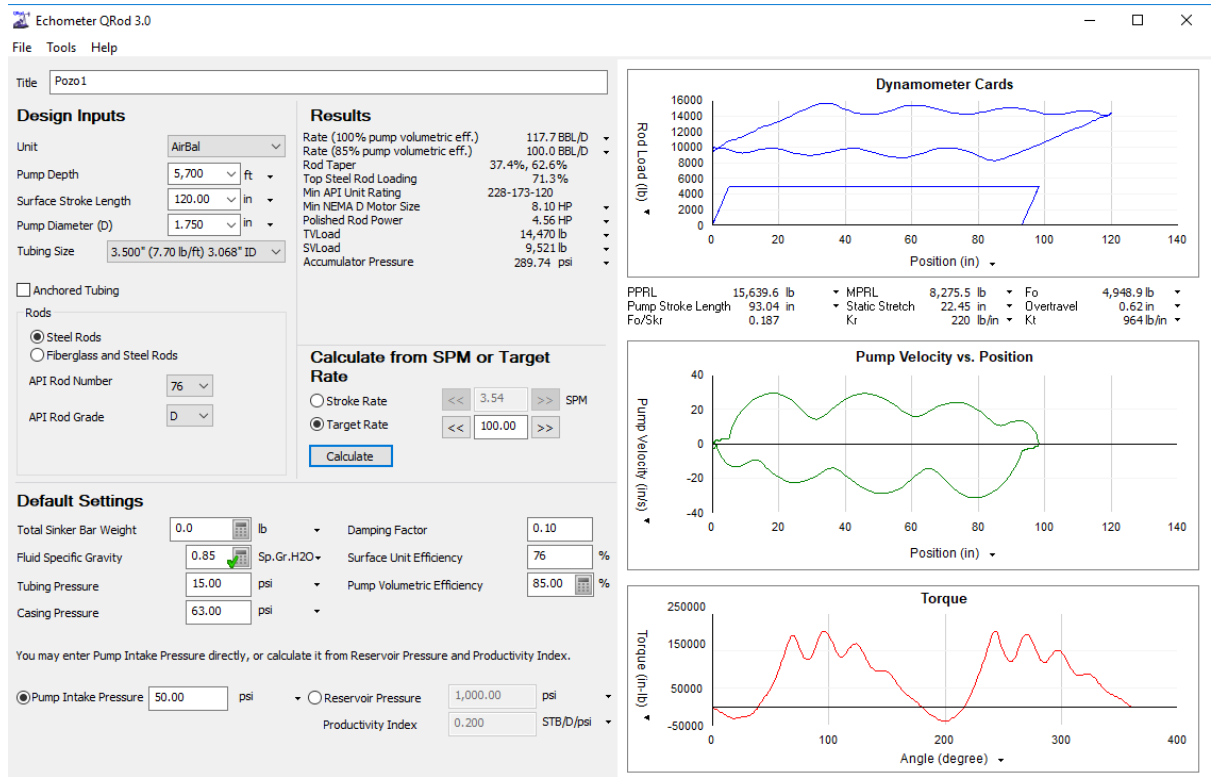 Echometer QRod 3.0
File Tools Help
Title Pozo1
Design Inputs
Unit AirBal
Pump Depth 5,700 ft
Surface Stroke Length 120.00 in
Pump Diameter (D) 1.750 in
Tubing Size 3.500" (7.70 lb/ft) 3.068" ID
Anchored Tubing
Rods
Steel Rods
Fiberglass and Steel Rods
API Rod Number 76
API Rod Grade D
Results
Rate (100% pump volumetric eff.) 117.7 BBL/D
Rate (85% pump volumetric eff.) 100.0 BBL/D
Rod Taper 37.4%, 62.6%
Top Steel Rod Loading 71.3%
Min API Unit Rating 228-173-120
Min NEMA D Motor Size 8.10 HP
Polished Rod Power 4.56 HP
TVLoad 14,470 lb
SVLoad 9,521 lb
Accumulator Pressure 289.74 psi
Calculate from SPM or Target
Rate
Stroke Rate << 3.54 >> SPM
Target Rate << 100.00 >>
Calculate
Default Settings
Total Sinker Bar Weight 0.0 lb
Fluid Specific Gravity 0.85 Sp.Gr.H2O
Tubing Pressure 15.00 psi
Casing Pressure 63.00 psi
Damping Factor 0.10
Surface Unit Efficiency 76 %
Pump Volumetric Efficiency 85.00 %
You may enter Pump Intake Pressure directly, or calculate it from Reservoir Pressure and Productivity Index.
Pump Intake Pressure 50.00 psi
Reservoir Pressure 1,000.00 psi
Productivity Index 0.200 STB/D/psi
Dynamometer Cards
Rod Load (lb)
16000
14000
12000
10000
8000
6000
4000
2000
0
0 20 40 60 80 100 120 140
Position (in)
PPRL 15,639.6 lb MPRL 8,275.5 lb Fo 4,948.9 lb
Pump Stroke Length 93.04 in Static Stretch 22.45 in Overtravel 0.62 in
Fo/Skr 0.187 Kr 220 lb/in Kt 964 lb/in
Pump Velocity vs. Position
Pump Velocity (in/s)
40
20
0
-20
-40
0 20 40 60 80 100 120 140
Position (in)
Torque
Torque (in-lb)
250000
150000
50000
-50000
0 100 200 300 400
Angle (degree)